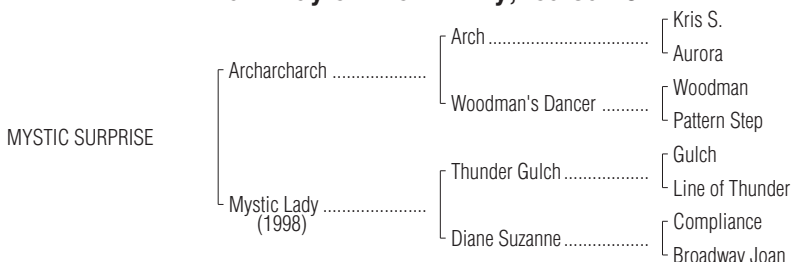 Kris S.
Arch ................................
Aurora
Archarcharch .....................
Woodman
Woodman's Dancer ..........
Pattern Step
MYSTIC SURPRISE
Gulch
Thunder Gulch .................
Line of Thunder
Mystic Lady ......................
(1998)
Compliance
Diane Suzanne .................
Broadway Joan